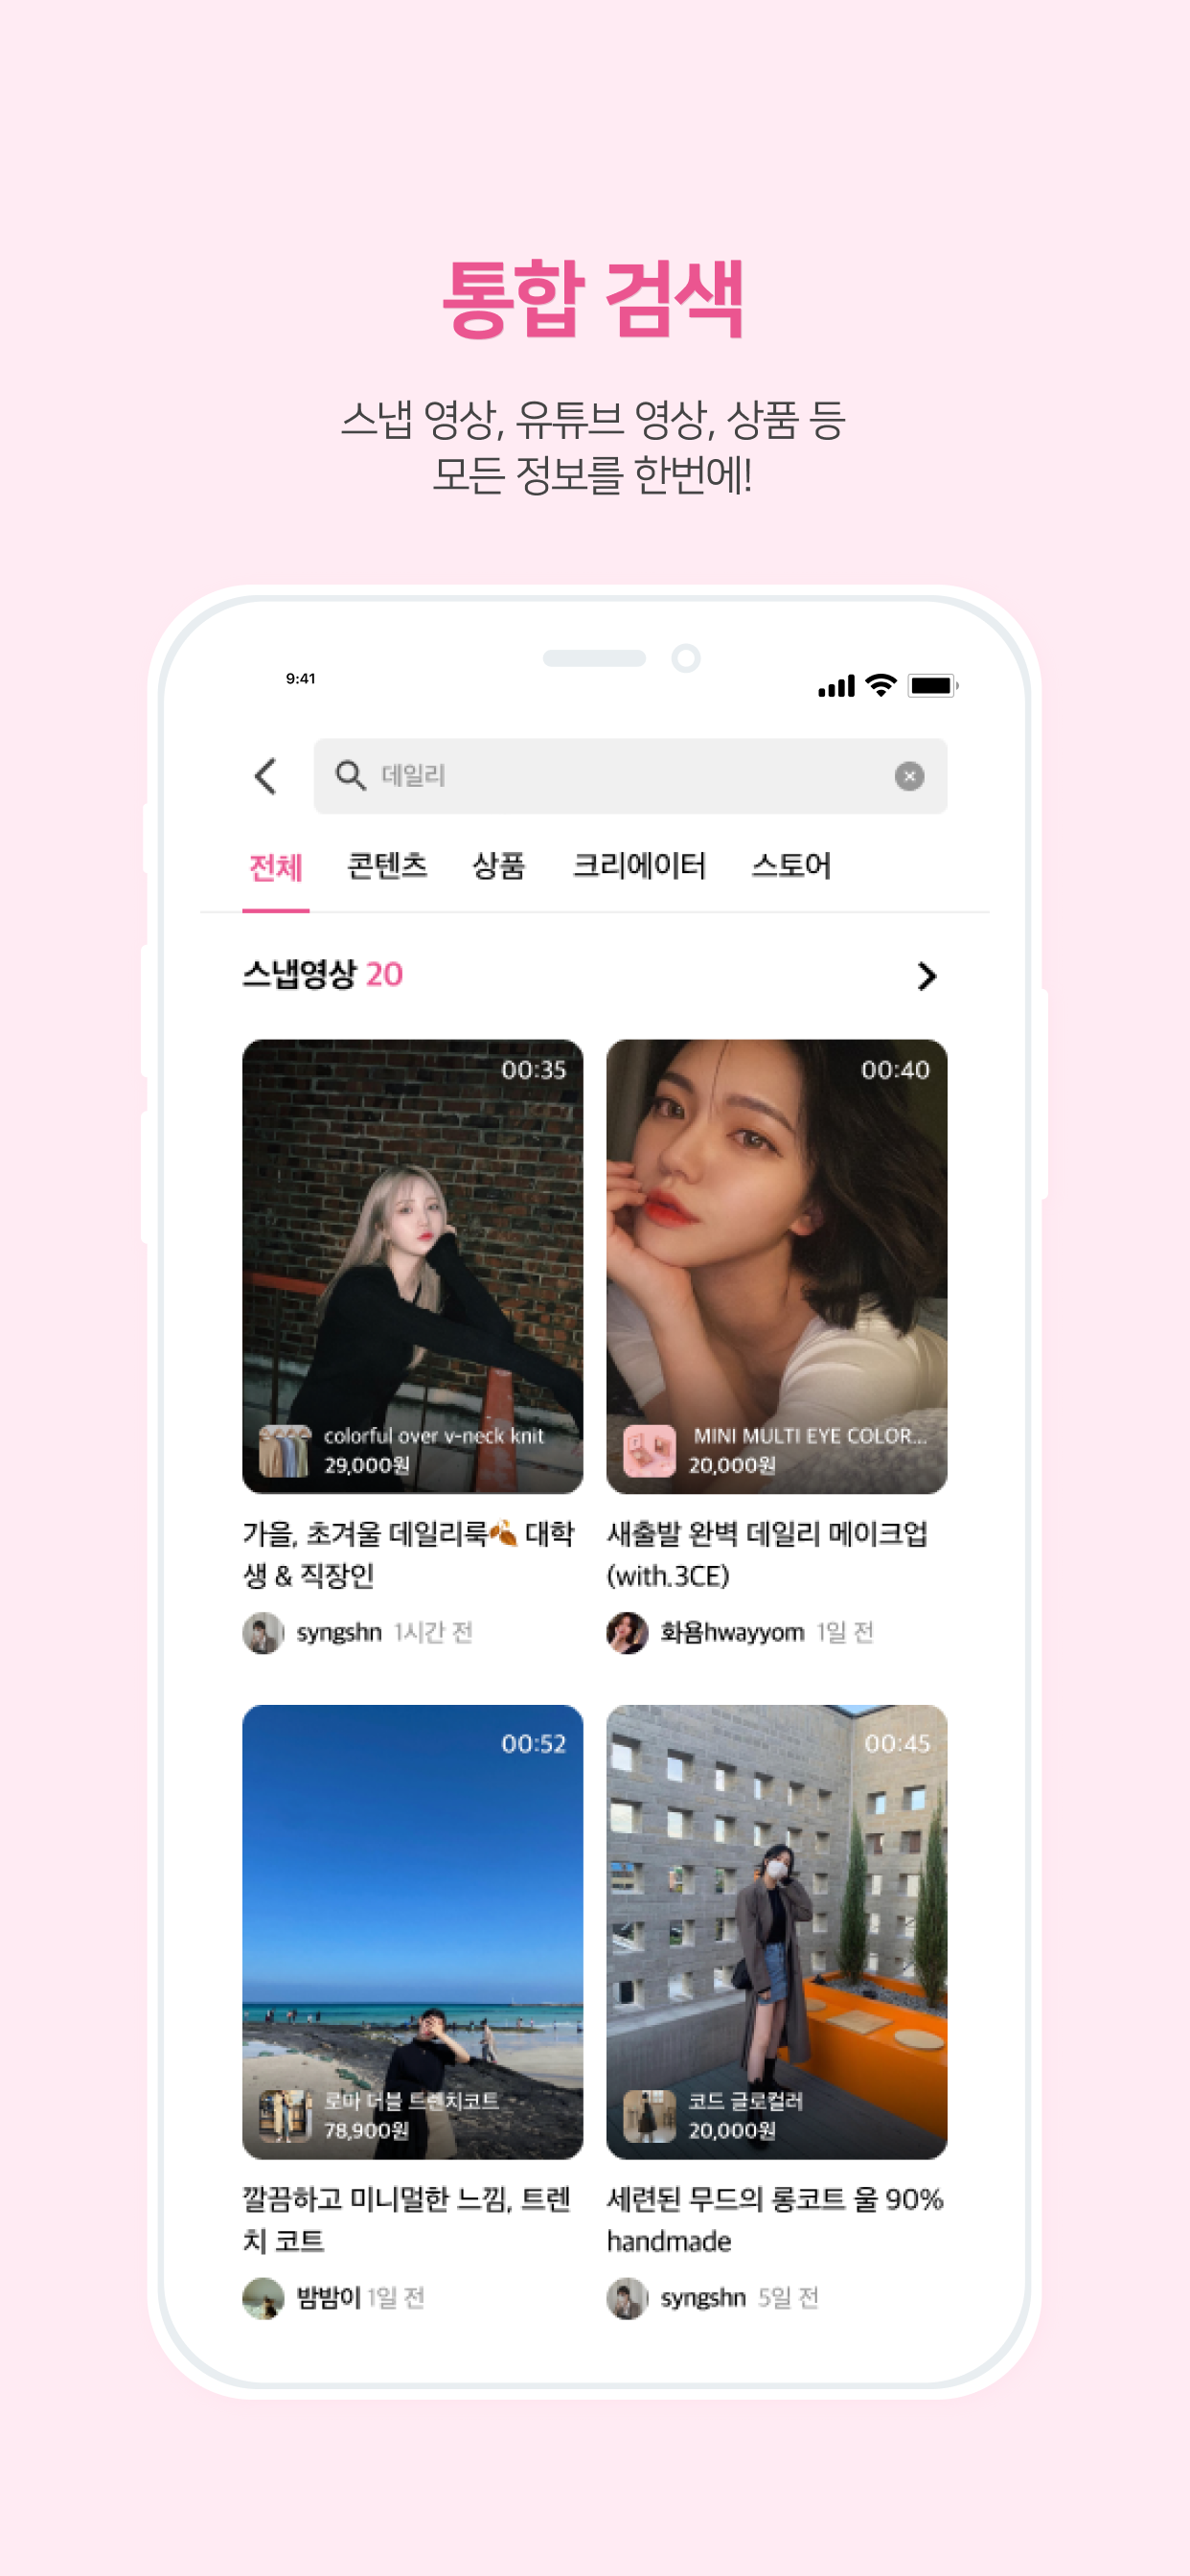 통합 검색
스냅 영상, 유튜브 영상, 상품 등
모든 정보를 한번에!
9:41
데일리
전체 콘텐츠 상품 크리에이터 스토어
스냅영상 20
00:35
colorful over v-neck knit
29,000원
가을, 초겨울 데일리룩🍂 대학
생 & 직장인
syngshn 1시간 전
00:40
MINI MULTI EYE COLOR...
20,000원
새출발 완벽 데일리 메이크업
(with.3CE)
화욤hwayyom 1일 전
00:52
로마 더블 트렌치코트
78,900원
깔끔하고 미니멀한 느낌, 트렌
치 코트
밤밤이 1일 전
00:45
코드 글로컬러
20,000원
세련된 무드의 롱코트 울 90%
handmade
syngshn 5일 전